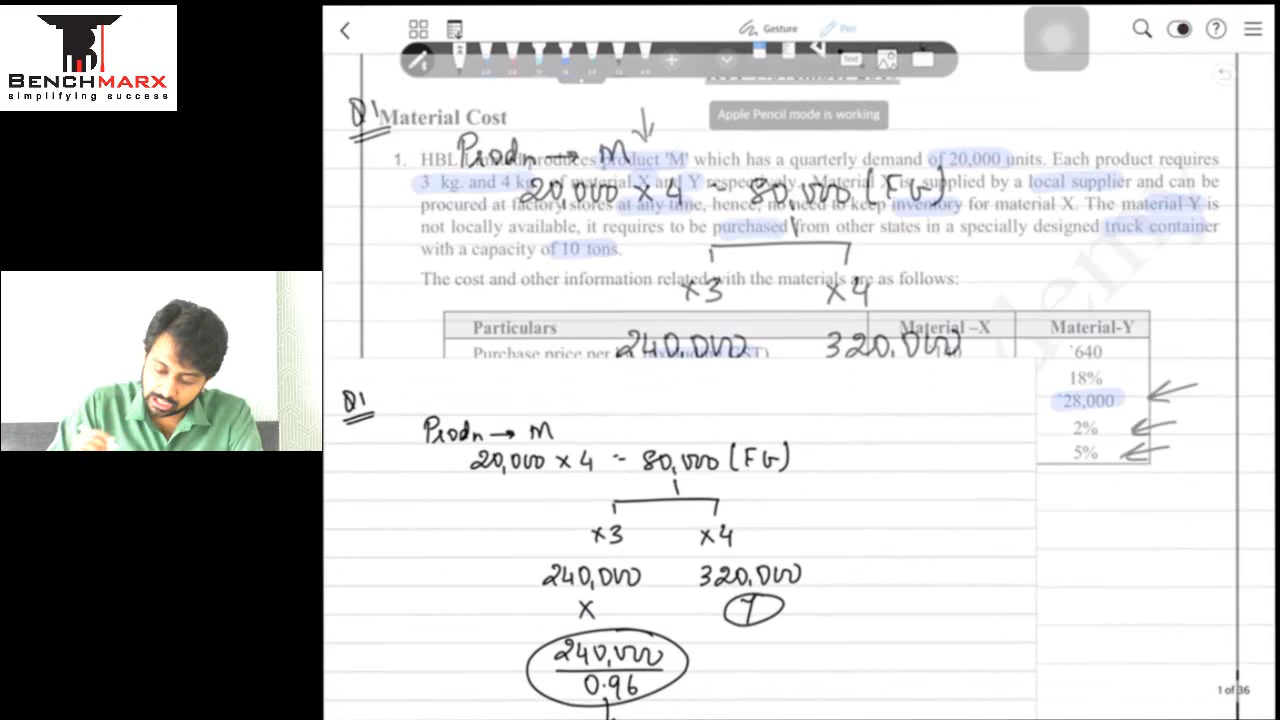 BENCHMARX
simplifying success
Gesture
Pen
Text
Apple Pencil mode is working
Q1
Material Cost
Prodn → M
1. HBL produces product 'M' which has a quarterly demand of 20,000 units. Each product requires
3 kg. and 4 kg. of material X and Y respectively. Material X is supplied by a local supplier and can be
20,000 × 4 - 80,000 (FG)
procured at factory stores at any time, hence, no need to keep inventory for material X. The material Y is
not locally available, it requires to be purchased from other states in a specially designed truck container
with a capacity of 10 tons.
The cost and other information related with the materials are as follows:
×3 ×4
Particulars Material –X Material-Y
Purchase price per GST) `640
240,000 320,000
18%
`28,000
2%
5%
Q1
Prodn → M
20,000 × 4 - 80,000 (FG)
×3 ×4
240,000 320,000
X Y
240,000
0.96
1 of 36